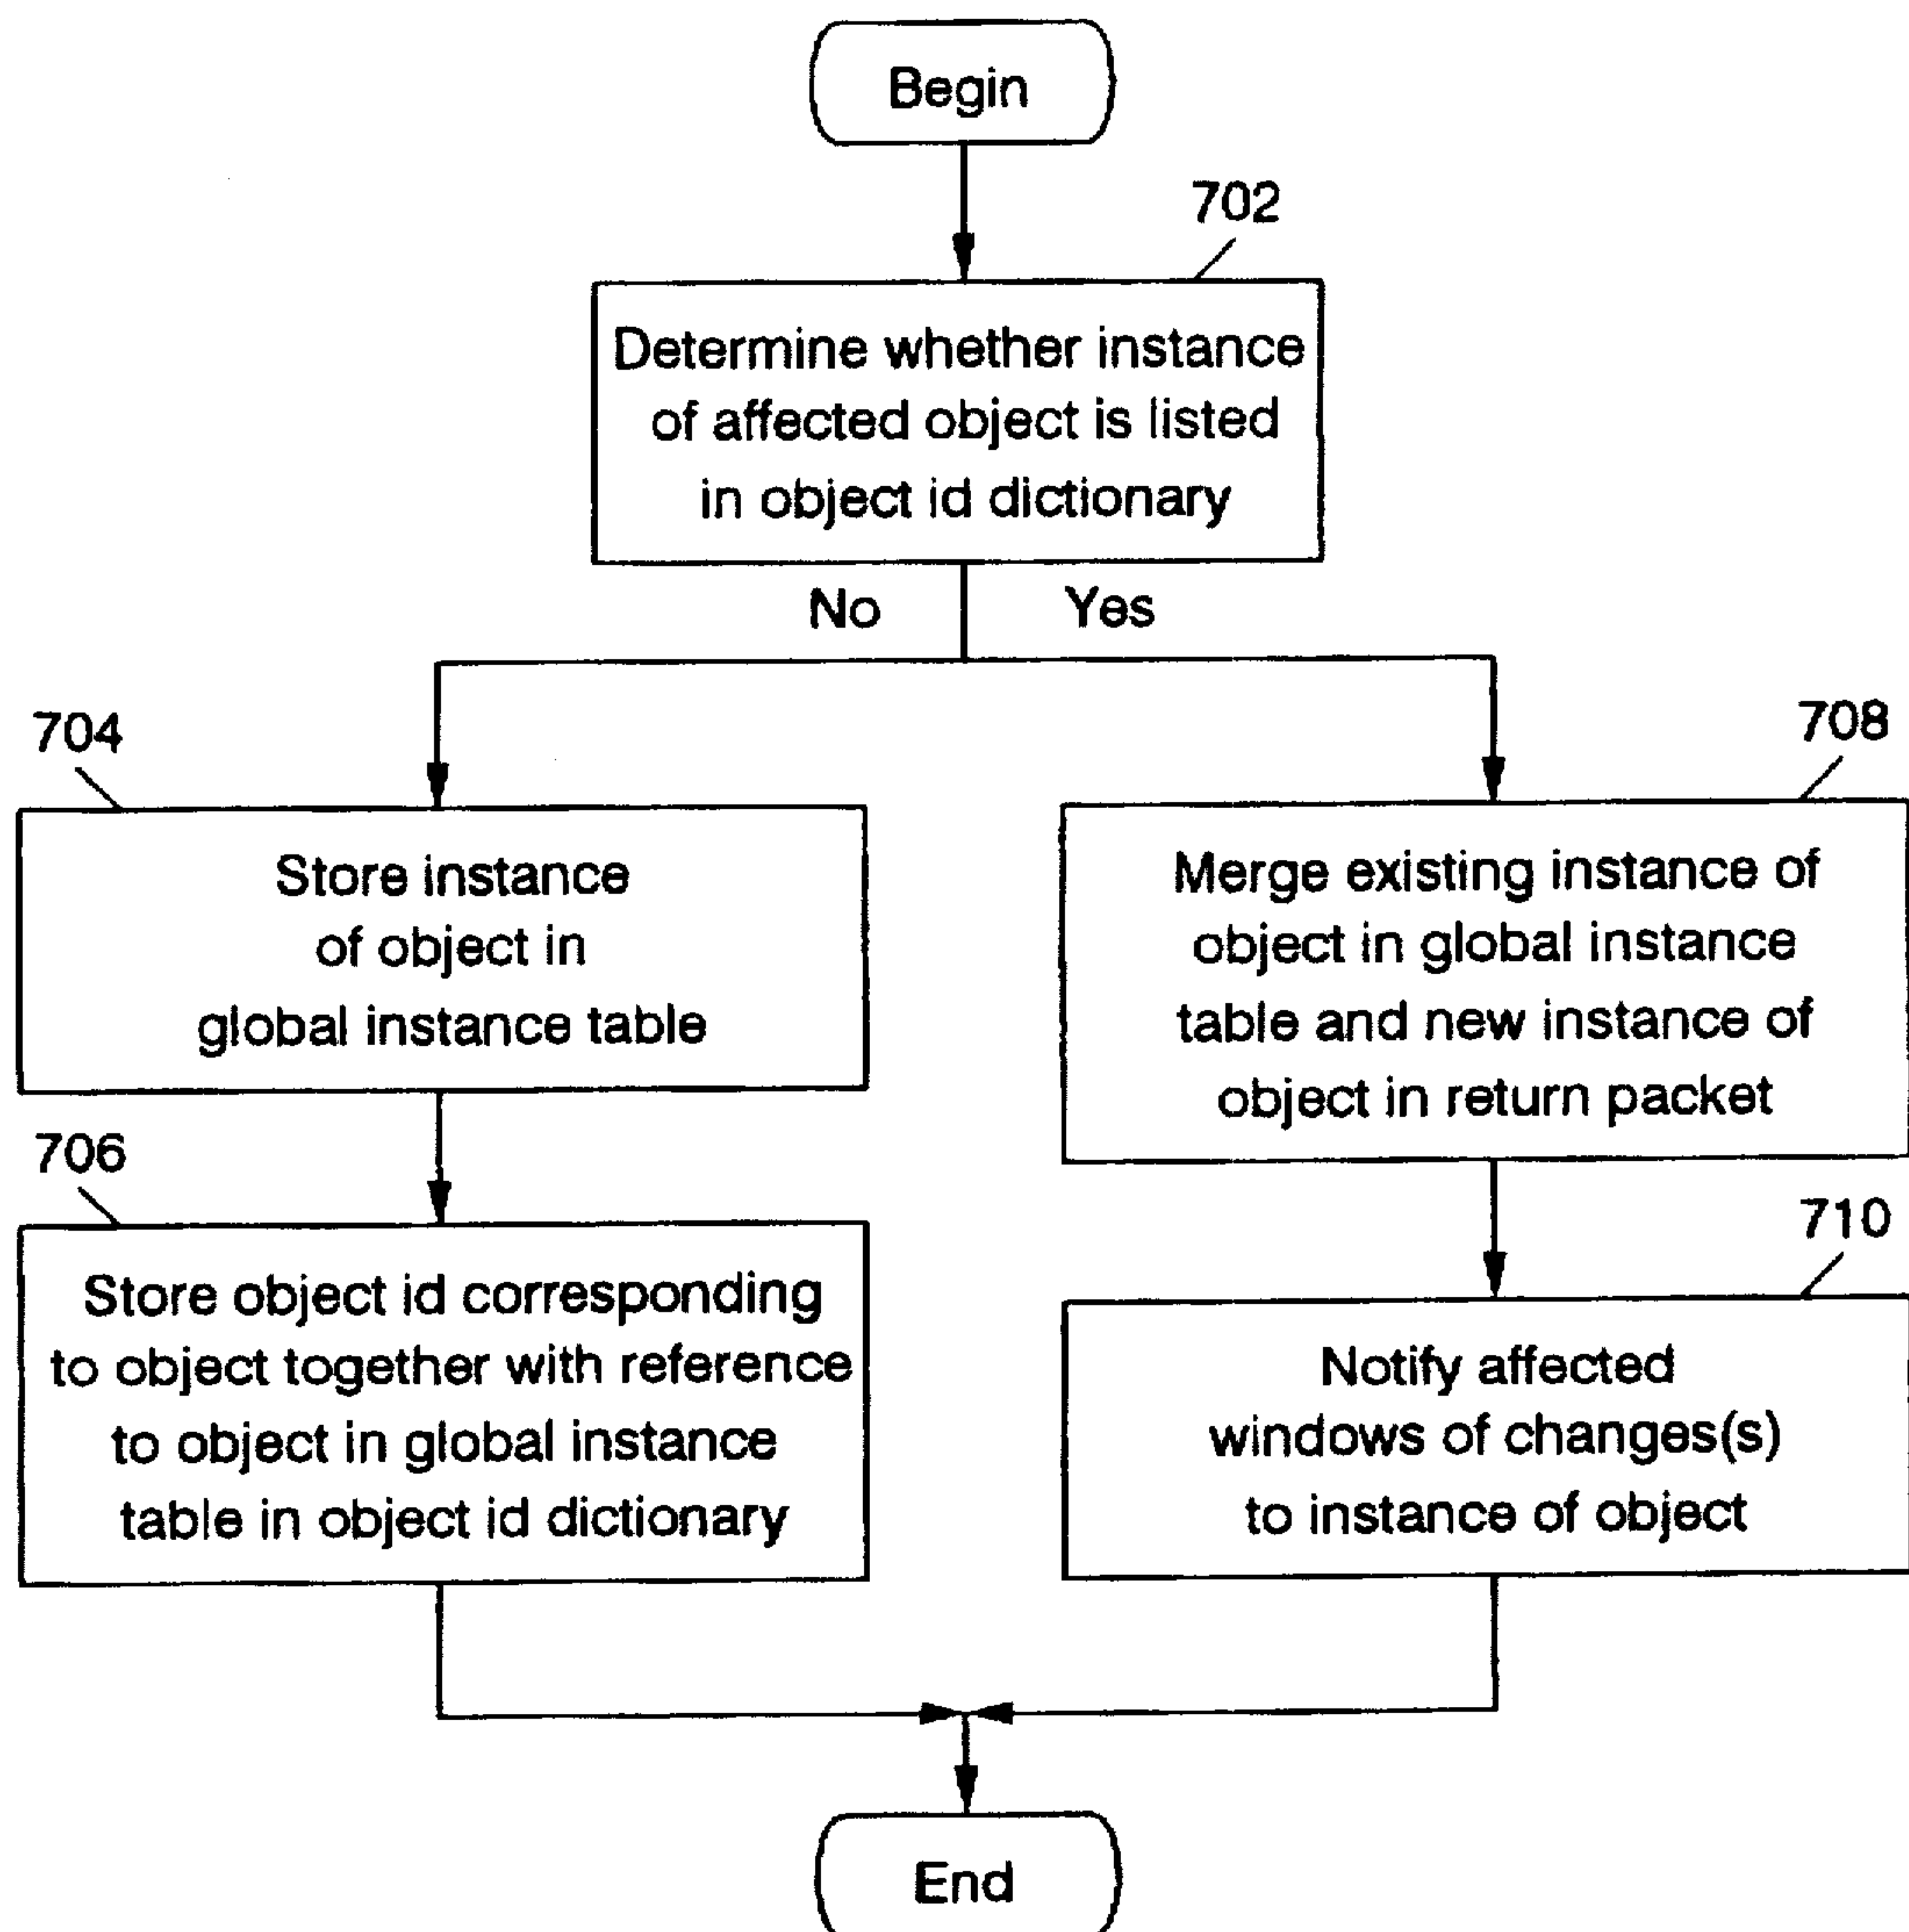 Begin
702
Determine whether instance
of affected object is listed
in object id dictionary
No
Yes
704
Store instance
of object in
global instance table
706
Store object id corresponding
to object together with reference
to object in global instance
table in object id dictionary
708
Merge existing instance of
object in global instance
table and new instance of
object in return packet
710
Notify affected
windows of changes(s)
to instance of object
End